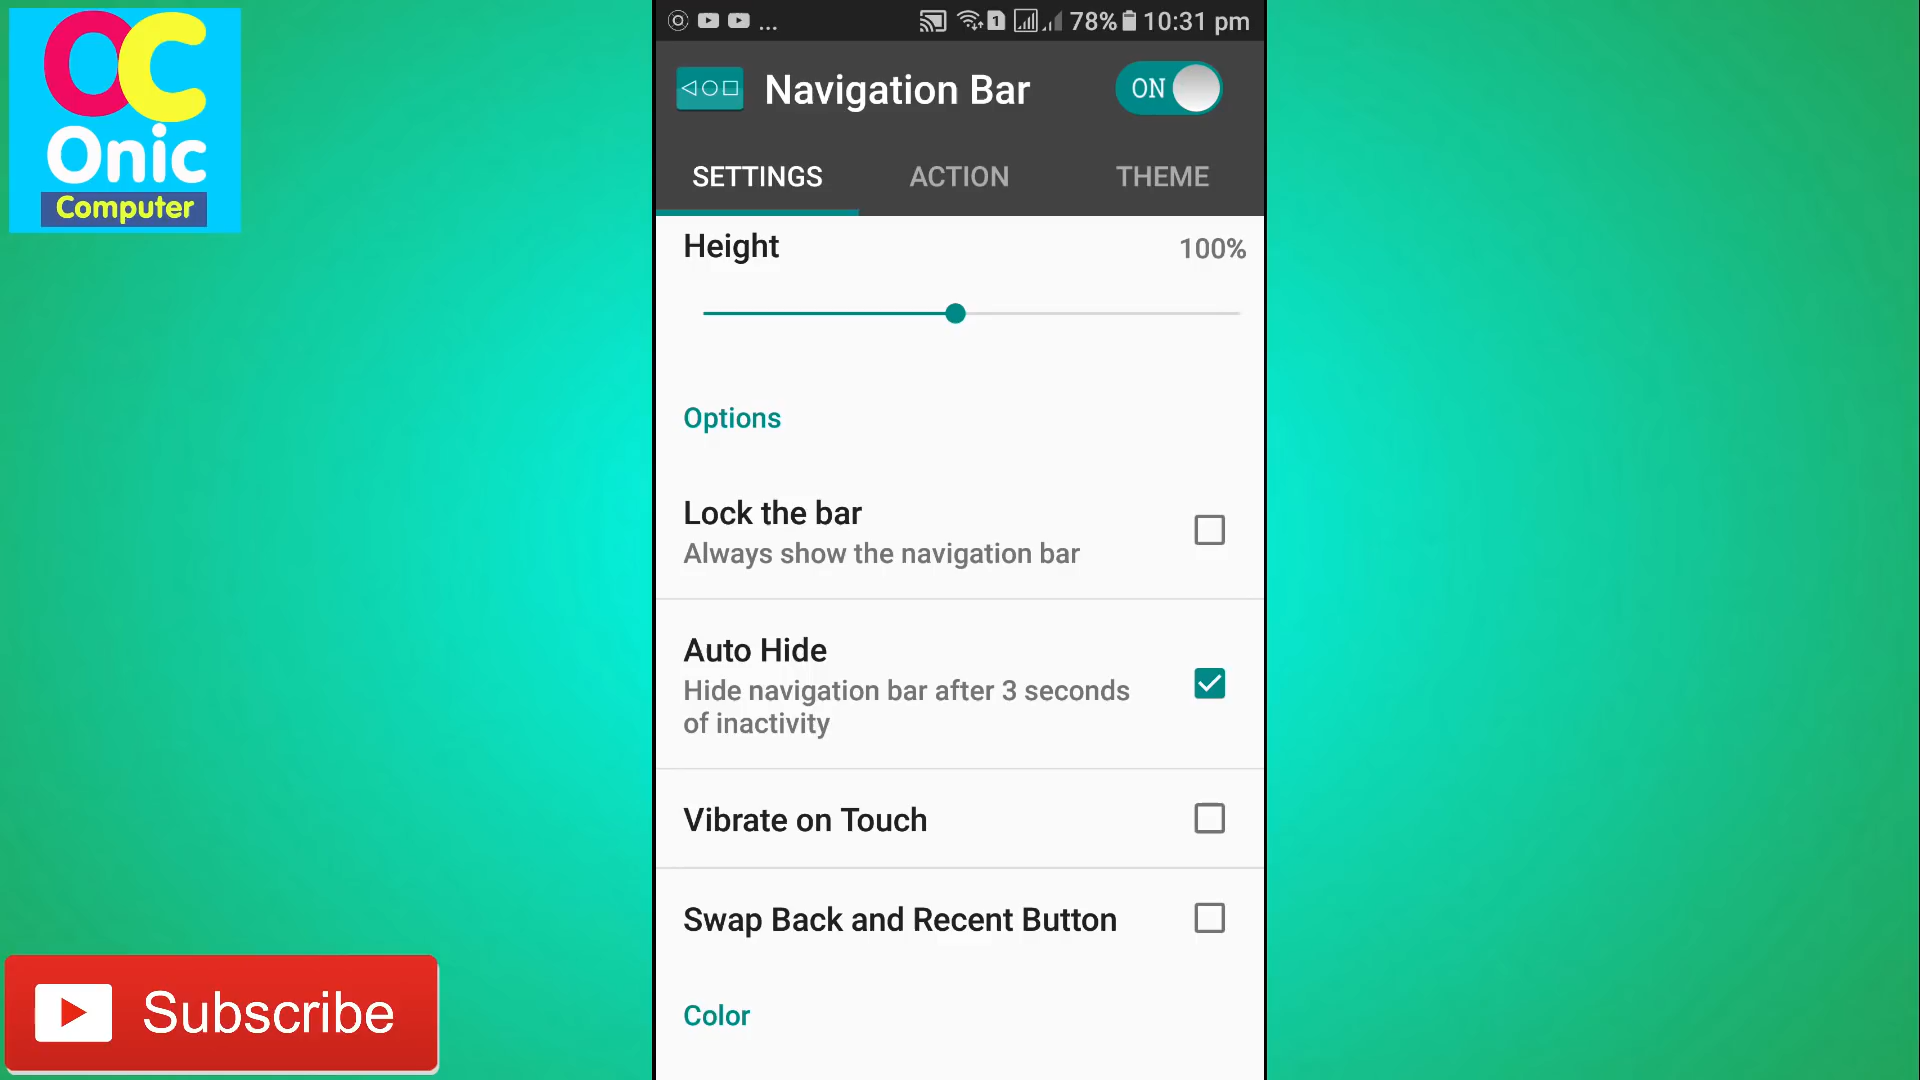 OC
Onic
Computer
... 1 78% 10:31 pm
Navigation Bar ON
SETTINGS ACTION THEME
Height 100%
Options
Lock the bar
Always show the navigation bar
Auto Hide
Hide navigation bar after 3 seconds
of inactivity
Vibrate on Touch
Swap Back and Recent Button
Color
Subscribe